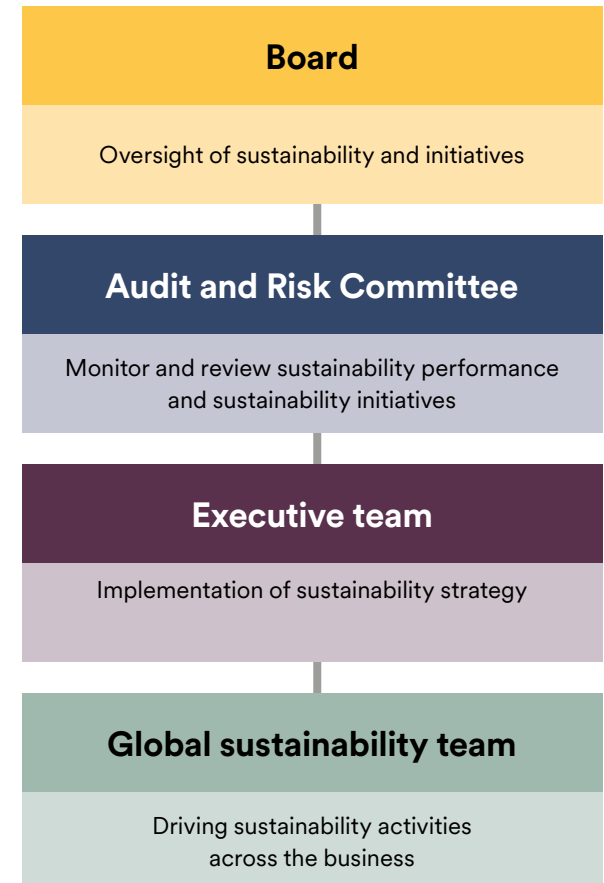 Board
Oversight of sustainability and initiatives
Audit and Risk Committee
Monitor and review sustainability performance
and sustainability initiatives
Executive team
Implementation of sustainability strategy
Global sustainability team
Driving sustainability activities
across the business